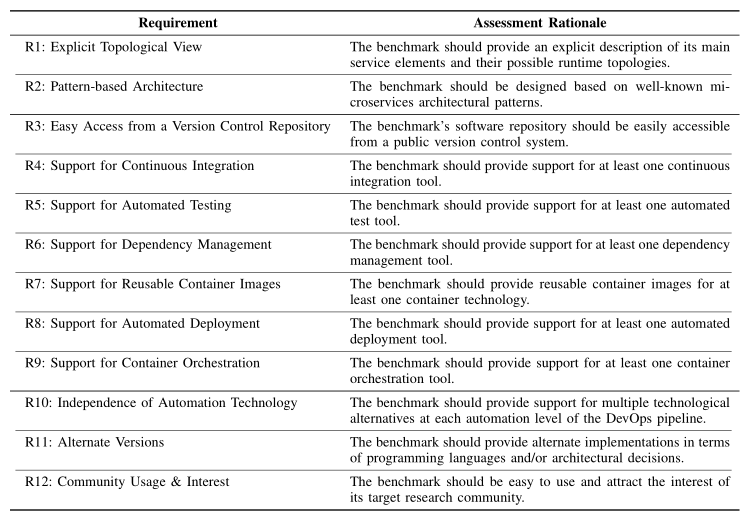 Requirement Assessment Rationale
R1: Explicit Topological View The benchmark should provide an explicit description of its main
service elements and their possible runtime topologies.
R2: Pattern-based Architecture The benchmark should be designed based on well-known mi-
croservices architectural patterns.
R3: Easy Access from a Version Control Repository The benchmark's software repository should be easily accessible
from a public version control system.
R4: Support for Continuous Integration The benchmark should provide support for at least one continuous
integration tool.
R5: Support for Automated Testing The benchmark should provide support for at least one automated
test tool.
R6: Support for Dependency Management The benchmark should provide support for at least one dependency
management tool.
R7: Support for Reusable Container Images The benchmark should provide reusable container images for at
least one container technology.
R8: Support for Automated Deployment The benchmark should provide support for at least one automated
deployment tool.
R9: Support for Container Orchestration The benchmark should provide support for at least one container
orchestration tool.
R10: Independence of Automation Technology The benchmark should provide support for multiple technological
alternatives at each automation level of the DevOps pipeline.
R11: Alternate Versions The benchmark should provide alternate implementations in terms
of programming languages and/or architectural decisions.
R12: Community Usage & Interest The benchmark should be easy to use and attract the interest of
its target research community.